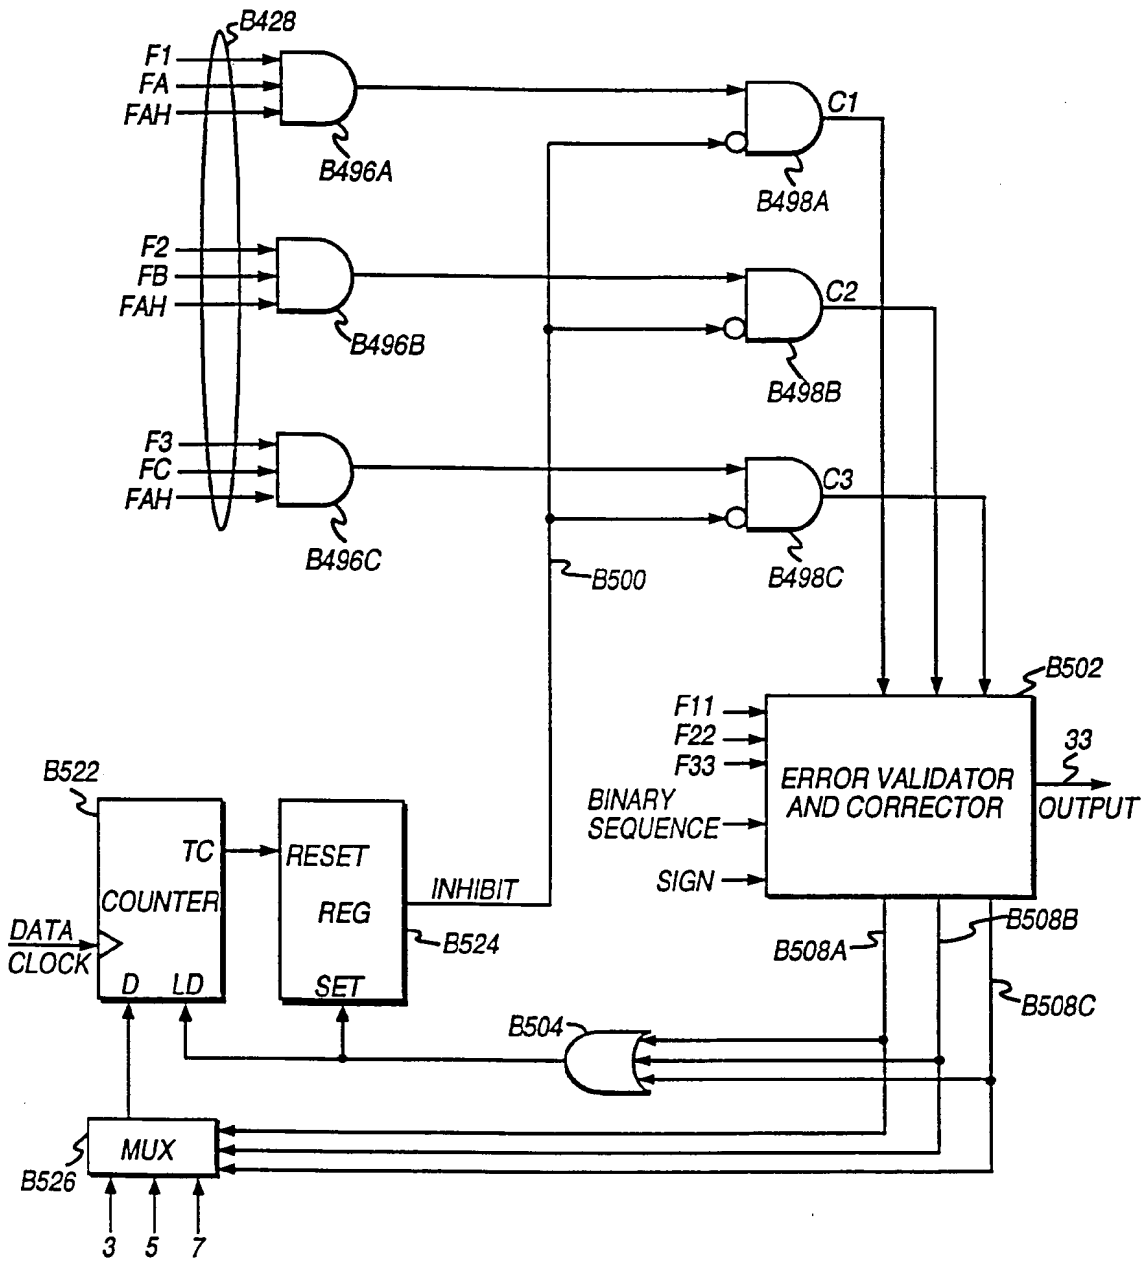 B428
F1
FA
FAH
B496A
C1
B498A
F2
FB
FAH
B496B
C2
B498B
F3
FC
FAH
B496C
C3
B498C
B500
B502
F11
F22
F33
BINARY
SEQUENCE
SIGN
ERROR VALIDATOR
AND CORRECTOR
33
OUTPUT
B522
TC
COUNTER
DATA
CLOCK
D LD
RESET
REG
SET
INHIBIT
B524
B508A
B508B
B508C
B504
MUX
B526
3 5 7